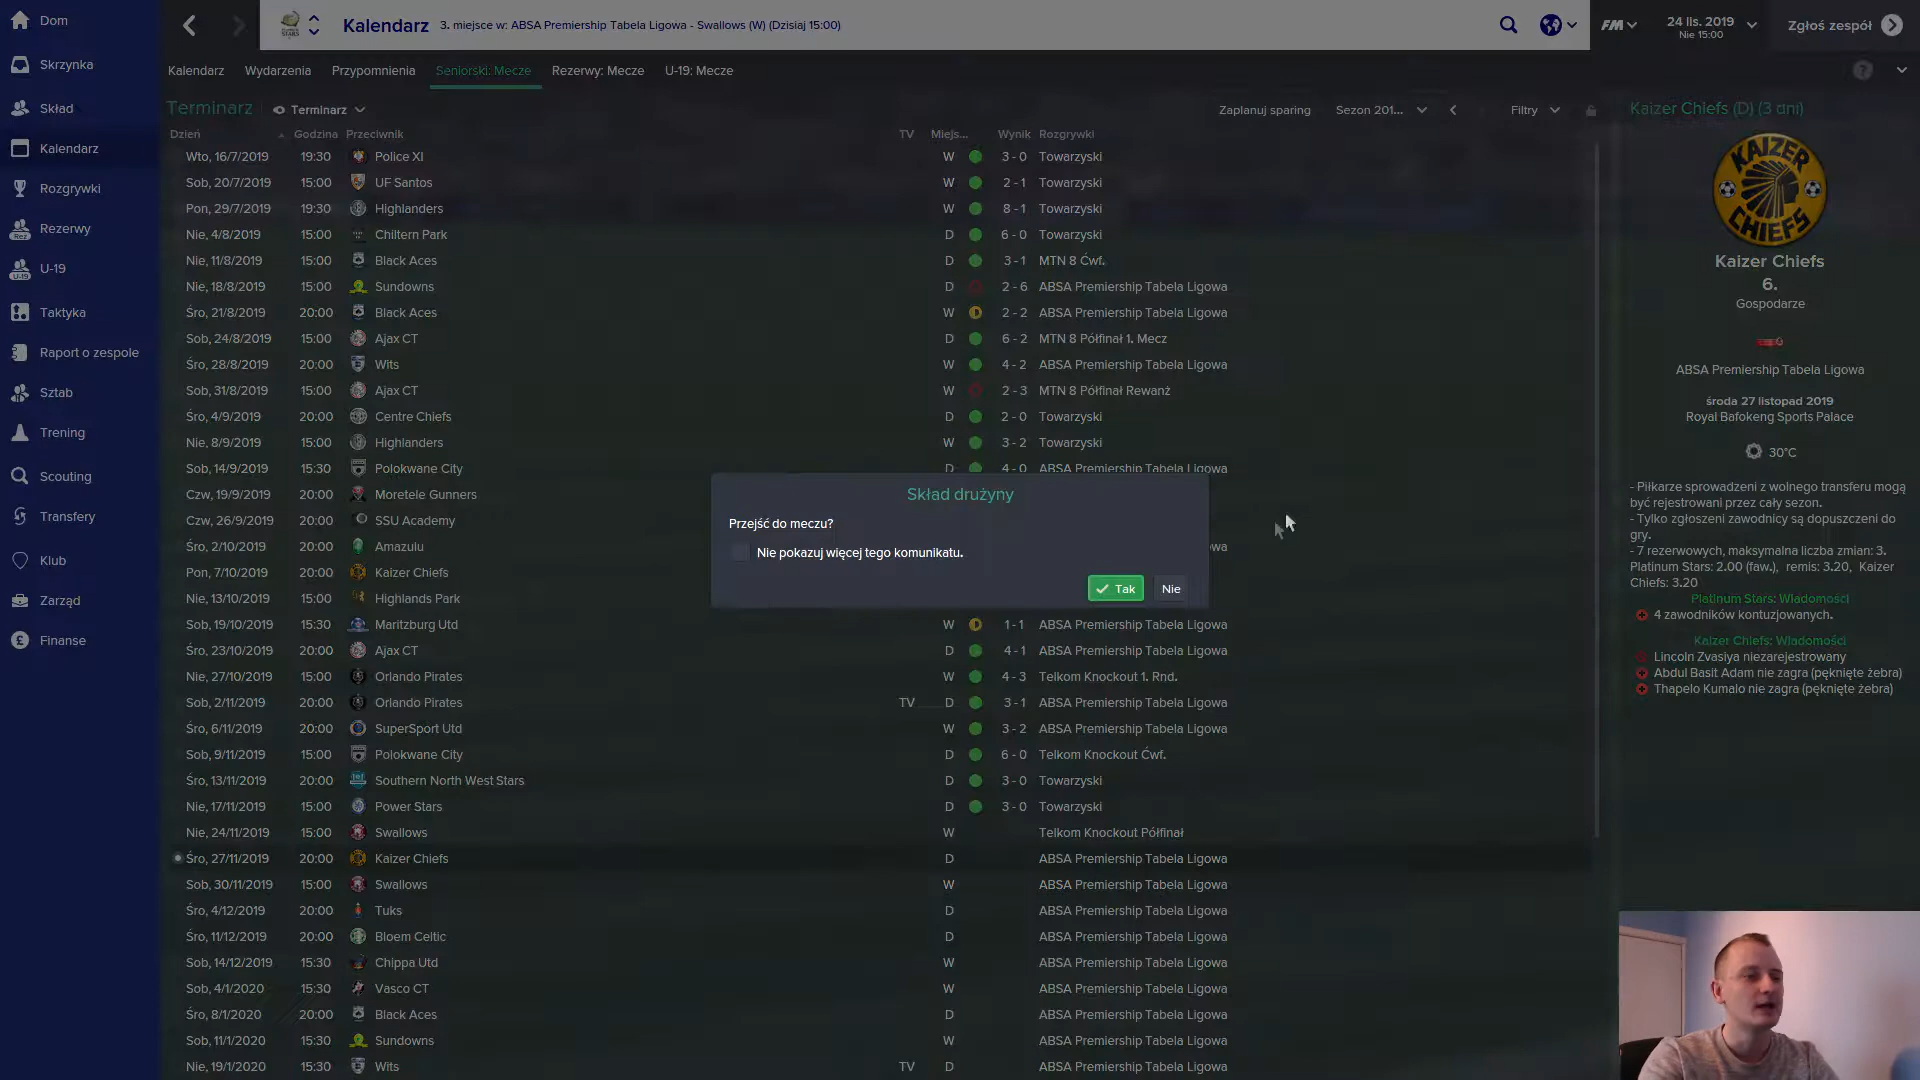 Dom
Skrzynka
Skład
Kalendarz
Rozgrywki
Rezerwy
U-19
Taktyka
Raport o zespole
Sztab
Trening
Scouting
Transfery
Klub
Zarząd
Finanse
Kalendarz 3. miejsce w: ABSA Premiership Tabela Ligowa - Swallows (W) (Dzisiaj 15:00)
FM
24 lis. 2019
Nie 15:00
Zgłoś zespół
Kalendarz Wydarzenia Przypomnienia Seniorski: Mecze Rezerwy: Mecze U-19: Mecze
Terminarz Terminarz Zaplanuj sparing Sezon 201... Filtry
Dzień Godzina Przeciwnik TV Miejs... Wynik Rozgrywki
Wto, 16/7/2019 19:30 Police XI W 3 - 0 Towarzyski
Sob, 20/7/2019 15:00 UF Santos W 2 - 1 Towarzyski
Pon, 29/7/2019 19:30 Highlanders W 8 - 1 Towarzyski
Nie, 4/8/2019 15:00 Chiltern Park D 6 - 0 Towarzyski
Nie, 11/8/2019 15:00 Black Aces D 3 - 1 MTN 8 Ćwf.
Nie, 18/8/2019 15:00 Sundowns D 2 - 6 ABSA Premiership Tabela Ligowa
Śro, 21/8/2019 20:00 Black Aces W 2 - 2 ABSA Premiership Tabela Ligowa
Sob, 24/8/2019 15:00 Ajax CT D 6 - 2 MTN 8 Półfinał 1. Mecz
Śro, 28/8/2019 20:00 Wits W 4 - 2 ABSA Premiership Tabela Ligowa
Sob, 31/8/2019 15:00 Ajax CT W 2 - 3 MTN 8 Półfinał Rewanż
Śro, 4/9/2019 20:00 Centre Chiefs D 2 - 0 Towarzyski
Nie, 8/9/2019 15:00 Highlanders W 3 - 2 Towarzyski
Sob, 14/9/2019 15:30 Polokwane City D 4 - 0 ABSA Premiership Tabela Ligowa
Czw, 19/9/2019 20:00 Moretele Gunners
Czw, 26/9/2019 20:00 SSU Academy
Śro, 2/10/2019 20:00 Amazulu
Pon, 7/10/2019 20:00 Kaizer Chiefs
Nie, 13/10/2019 15:00 Highlands Park
Sob, 19/10/2019 15:30 Maritzburg Utd W 1 - 1 ABSA Premiership Tabela Ligowa
Śro, 23/10/2019 20:00 Ajax CT D 4 - 1 ABSA Premiership Tabela Ligowa
Nie, 27/10/2019 15:00 Orlando Pirates W 4 - 3 Telkom Knockout 1. Rnd.
Sob, 2/11/2019 20:00 Orlando Pirates TV D 3 - 1 ABSA Premiership Tabela Ligowa
Śro, 6/11/2019 20:00 SuperSport Utd W 3 - 2 ABSA Premiership Tabela Ligowa
Sob, 9/11/2019 15:00 Polokwane City D 6 - 0 Telkom Knockout Ćwf.
Śro, 13/11/2019 20:00 Southern North West Stars D 3 - 0 Towarzyski
Nie, 17/11/2019 15:00 Power Stars D 3 - 0 Towarzyski
Nie, 24/11/2019 15:00 Swallows W Telkom Knockout Półfinał
Śro, 27/11/2019 20:00 Kaizer Chiefs D ABSA Premiership Tabela Ligowa
Sob, 30/11/2019 15:00 Swallows W ABSA Premiership Tabela Ligowa
Śro, 4/12/2019 20:00 Tuks D ABSA Premiership Tabela Ligowa
Śro, 11/12/2019 20:00 Bloem Celtic D ABSA Premiership Tabela Ligowa
Sob, 14/12/2019 15:30 Chippa Utd W ABSA Premiership Tabela Ligowa
Sob, 4/1/2020 15:30 Vasco CT W ABSA Premiership Tabela Ligowa
Śro, 8/1/2020 20:00 Black Aces D ABSA Premiership Tabela Ligowa
Sob, 11/1/2020 15:30 Sundowns W ABSA Premiership Tabela Ligowa
Nie, 19/1/2020 15:30 Wits TV D ABSA Premiership Tabela Ligowa
Skład drużyny
Przejść do meczu?
Nie pokazuj więcej tego komunikatu.
Tak Nie
Kaizer Chiefs (D) (3 dni)
KAIZER
CHIEFS
Kaizer Chiefs
6.
Gospodarze
ABSA Premiership Tabela Ligowa
środa 27 listopad 2019
Royal Bafokeng Sports Palace
30°C
- Piłkarze sprowadzeni z wolnego transferu mogą
być rejestrowani przez cały sezon.
- Tylko zgłoszeni zawodnicy są dopuszczeni do
gry.
- 7 rezerwowych, maksymalna liczba zmian: 3.
Platinum Stars: 2.00 (faw.), remis: 3.20, Kaizer
Chiefs: 3.20
Platinum Stars: Wiadomości
4 zawodników kontuzjowanych.
Kaizer Chiefs: Wiadomości
Lincoln Zvasiya niezarejestrowany
Abdul Basit Adam nie zagra (pęknięte żebra)
Thapelo Kumalo nie zagra (pęknięte żebra)